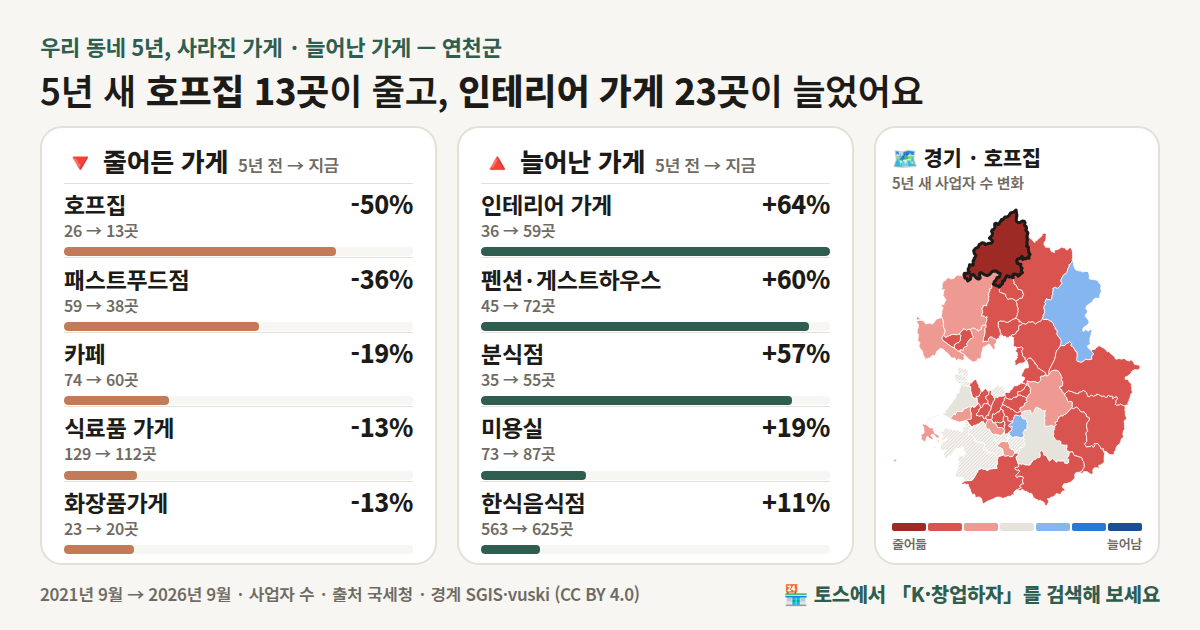 우리 동네 5년, 사라진 가게 · 늘어난 가게 — 연천군
5년 새 호프집 13곳이 줄고, 인테리어 가게 23곳이 늘었어요
줄어든 가게 5년 전 → 지금
호프집 -50%
26 → 13곳
패스트푸드점 -36%
59 → 38곳
카페 -19%
74 → 60곳
식료품 가게 -13%
129 → 112곳
화장품가게 -13%
23 → 20곳
늘어난 가게 5년 전 → 지금
인테리어 가게 +64%
36 → 59곳
펜션·게스트하우스 +60%
45 → 72곳
분식점 +57%
35 → 55곳
미용실 +19%
73 → 87곳
한식음식점 +11%
563 → 625곳
경기 · 호프집
5년 새 사업자 수 변화
줄어듦 늘어남
2021년 9월 → 2026년 9월 · 사업자 수 · 출처 국세청 · 경계 SGIS·vuski (CC BY 4.0)
토스에서 「K·창업하자」를 검색해 보세요